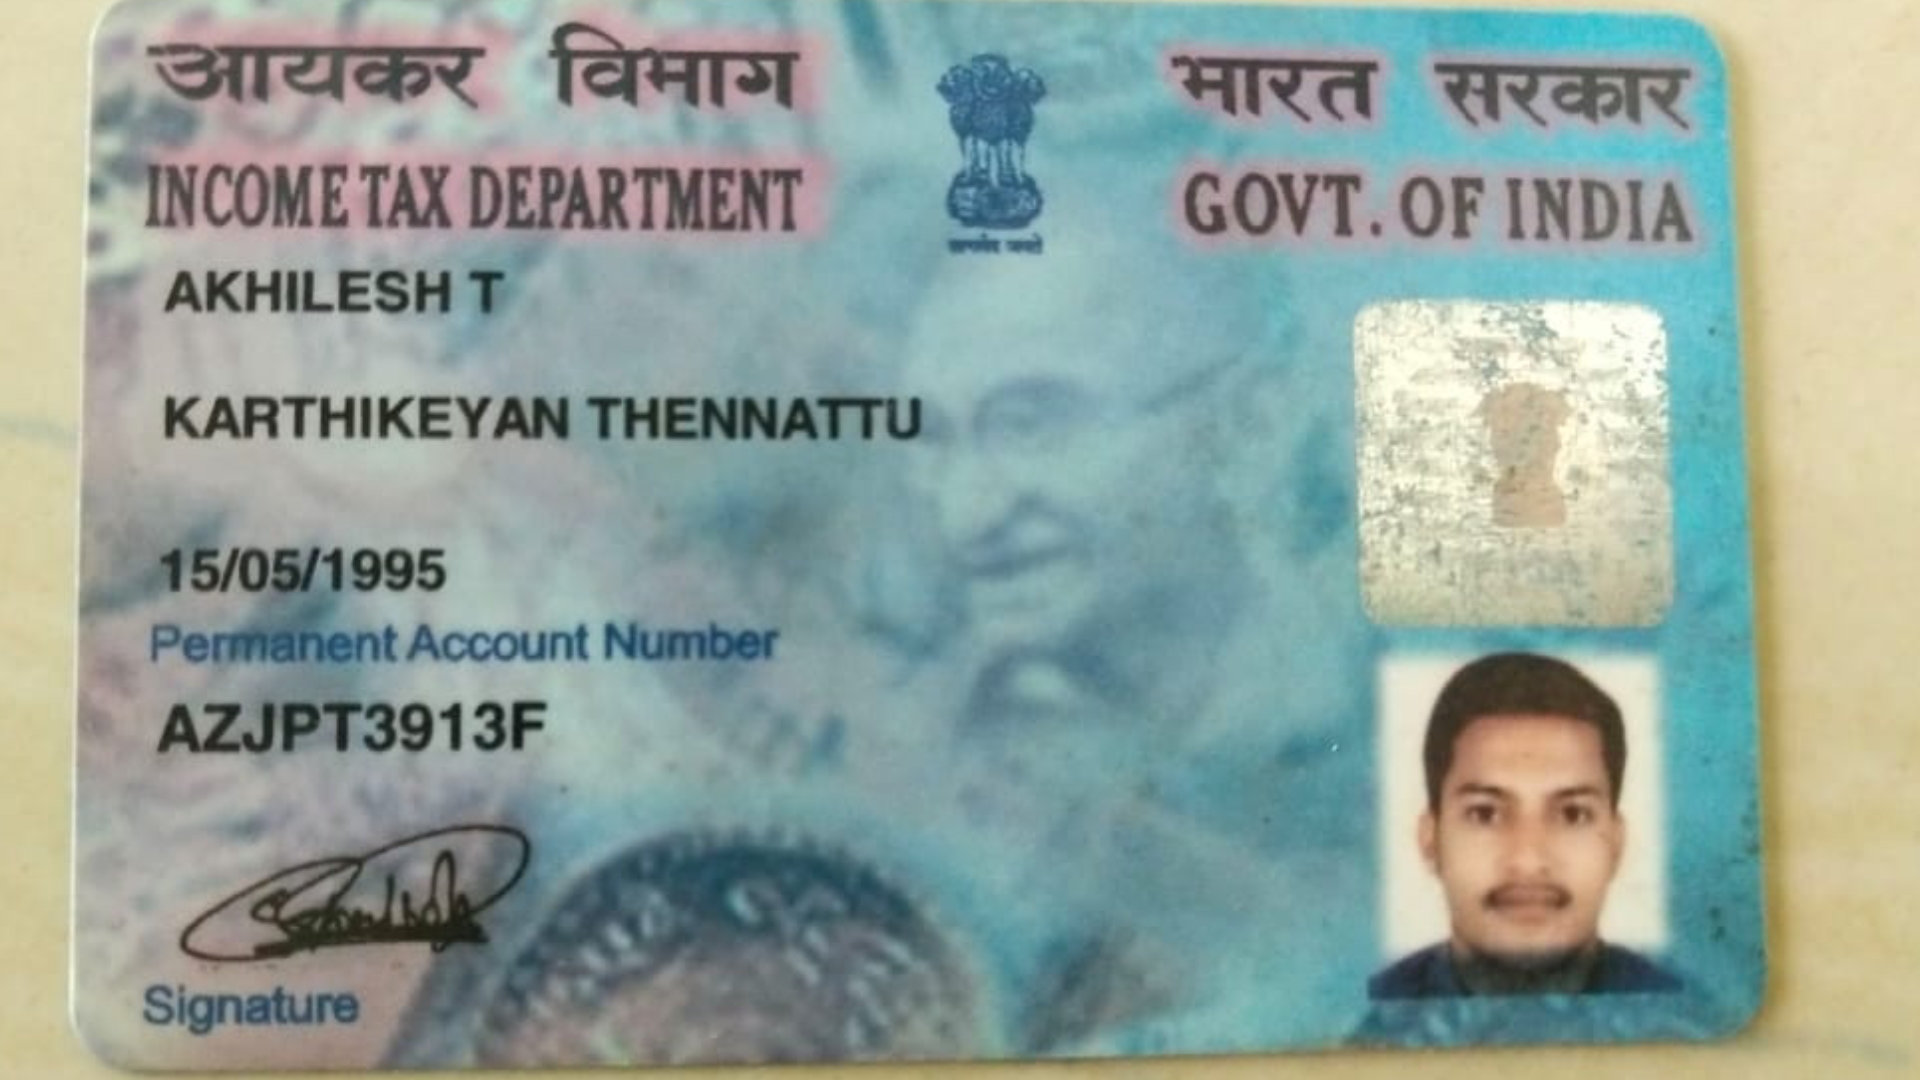 आयकर विभाग
INCOME TAX DEPARTMENT
भारत सरकार
GOVT. OF INDIA
सत्यमेव जयते
AKHILESH T
KARTHIKEYAN THENNATTU
15/05/1995
Permanent Account Number
AZJPT3913F
Signature